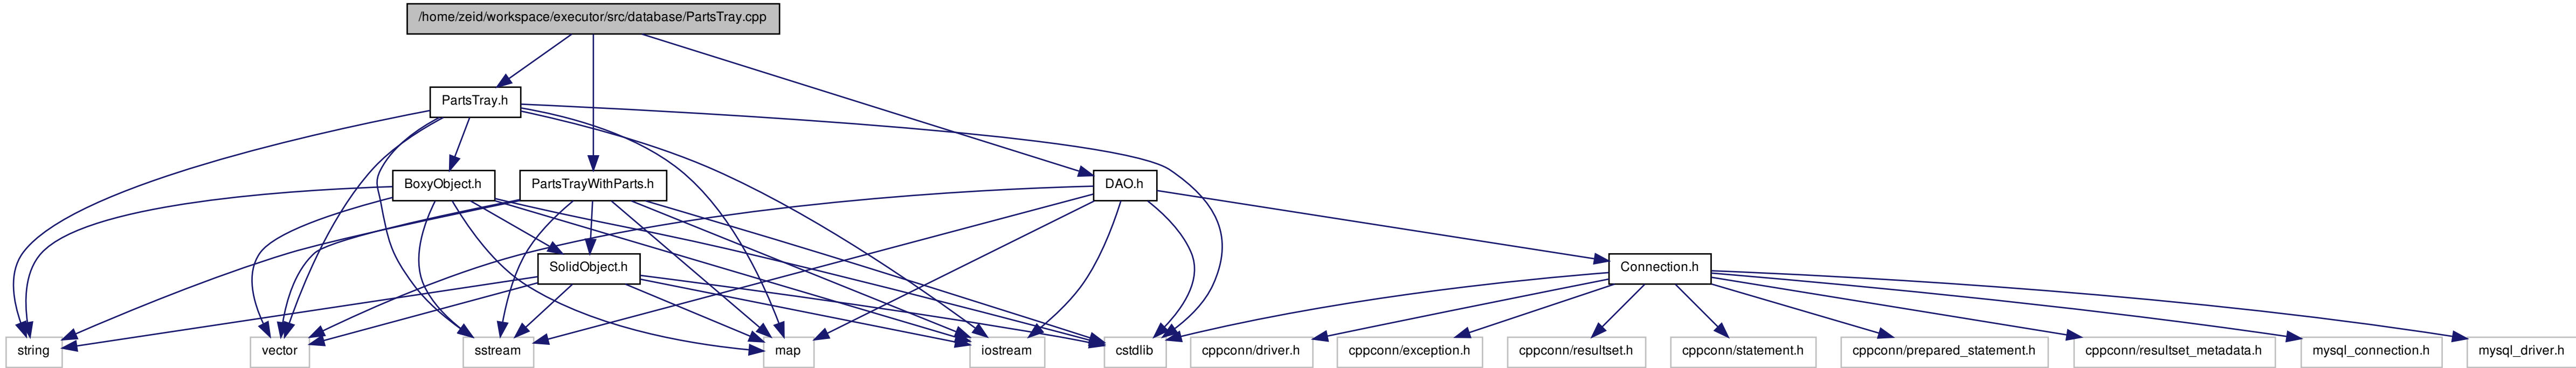 /home/zeid/workspace/executor/src/database/PartsTray.cpp
PartsTray.h
BoxyObject.h
PartsTrayWithParts.h
DAO.h
SolidObject.h
Connection.h
string
vector
sstream
map
iostream
cstdlib
cppconn/driver.h
cppconn/exception.h
cppconn/resultset.h
cppconn/statement.h
cppconn/prepared_statement.h
cppconn/resultset_metadata.h
mysql_connection.h
mysql_driver.h